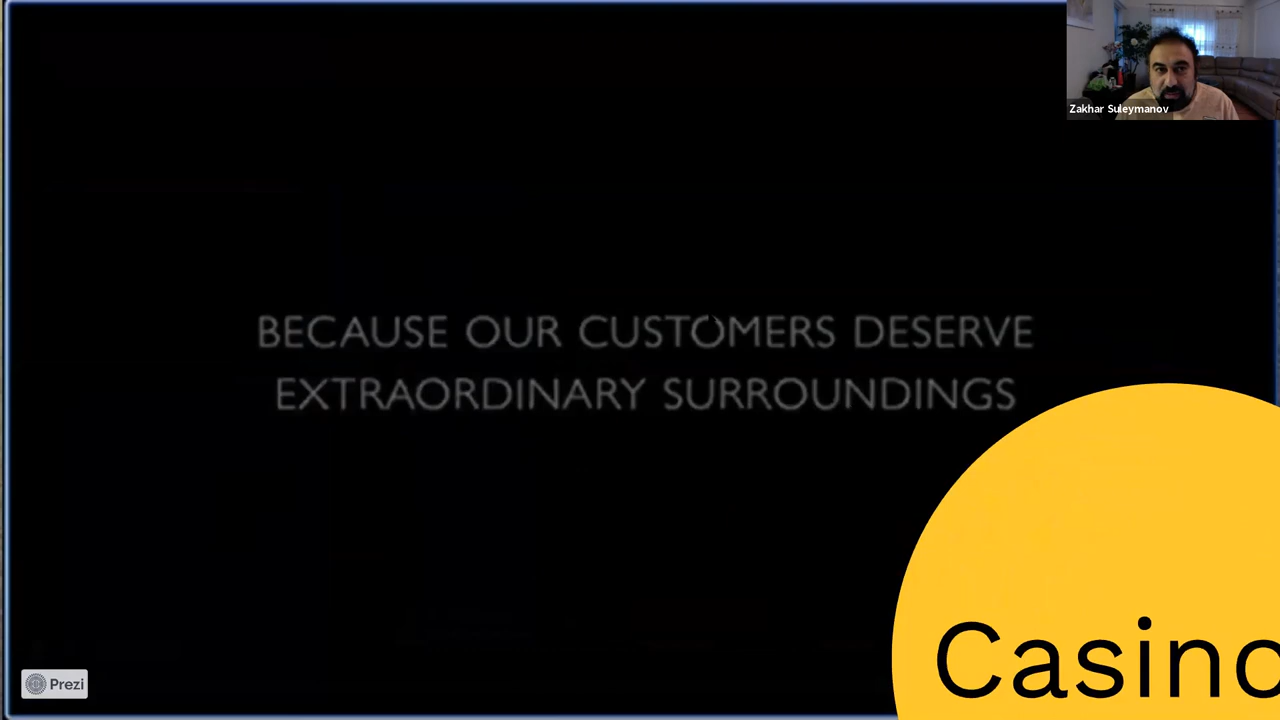 Zakhar Suleymanov
BECAUSE OUR CUSTOMERS DESERVE
EXTRAORDINARY SURROUNDINGS
Casino
Prezi